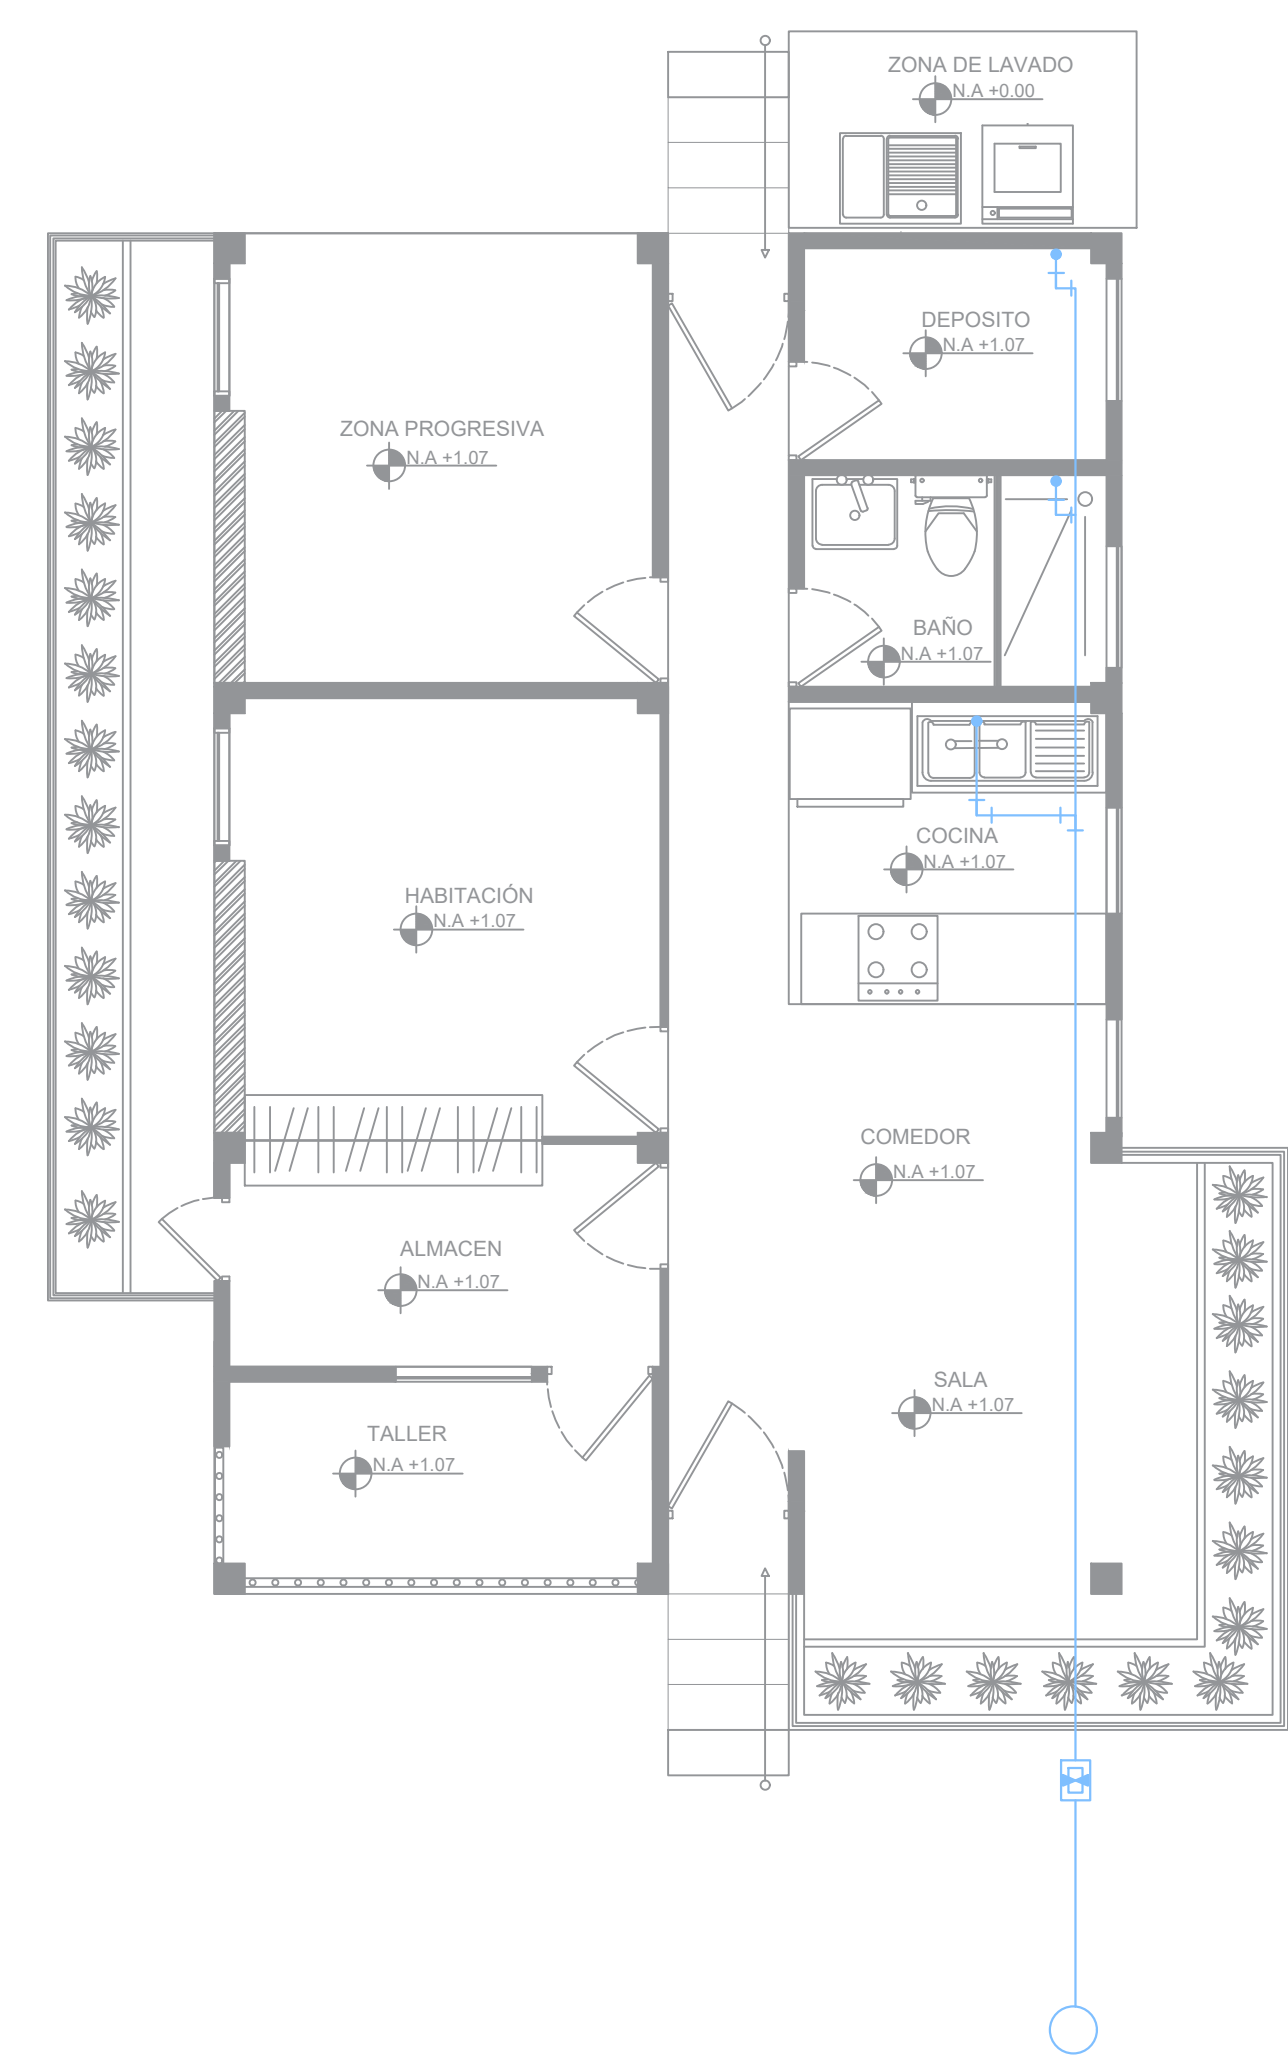 ZONA DE LAVADO
N.A +0.00
DEPOSITO
N.A +1.07
ZONA PROGRESIVA
N.A +1.07
BAÑO
N.A +1.07
COCINA
N.A +1.07
HABITACIÓN
N.A +1.07
COMEDOR
N.A +1.07
ALMACEN
N.A +1.07
SALA
N.A +1.07
TALLER
N.A +1.07